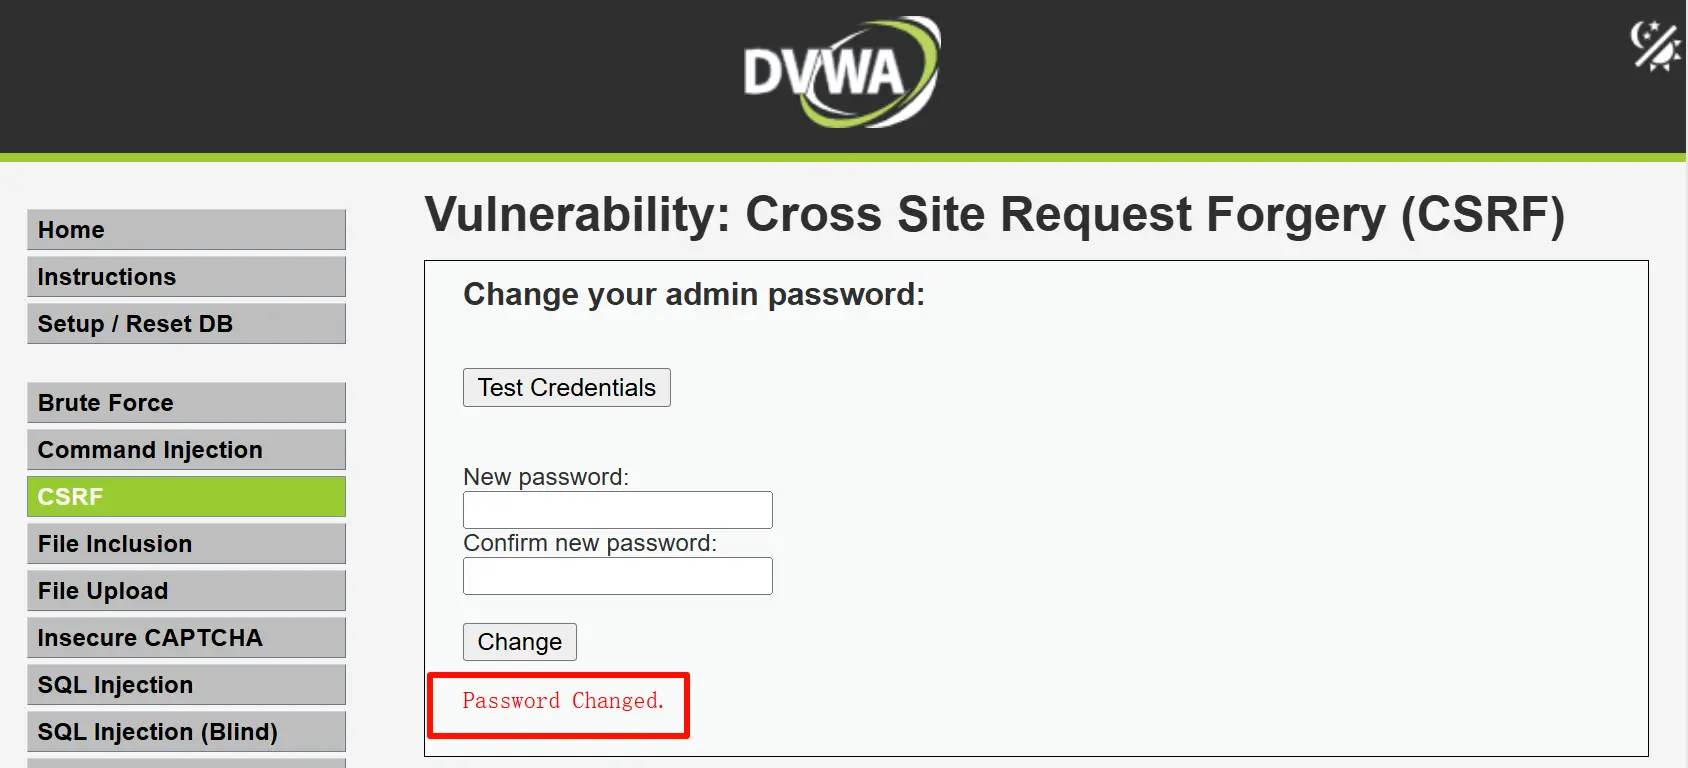 DVWA
Home
Instructions
Setup / Reset DB
Brute Force
Command Injection
CSRF
File Inclusion
File Upload
Insecure CAPTCHA
SQL Injection
SQL Injection (Blind)
Vulnerability: Cross Site Request Forgery (CSRF)
Change your admin password:
Test Credentials
New password:
Confirm new password:
Change
Password Changed.